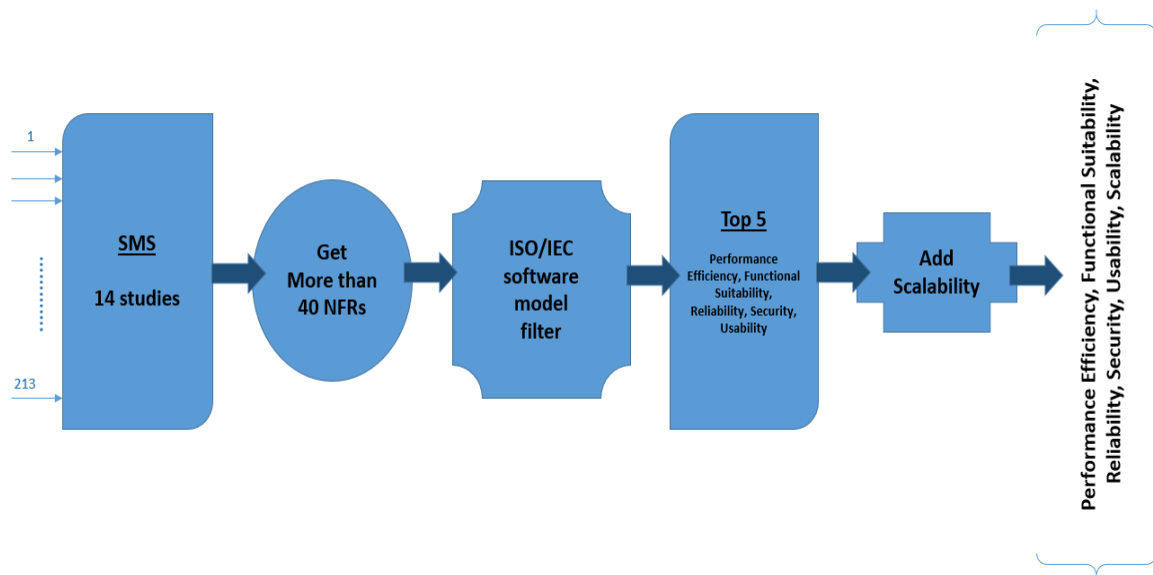 1
213
SMS
14 studies
Get
More than
40 NFRs
ISO/IEC
software
model
filter
Top 5
Performance
Efficiency, Functional
Suitability,
Reliability, Security,
Usability
Add
Scalability
Performance Efficiency, Functional Suitability,
Reliability, Security, Usability, Scalability